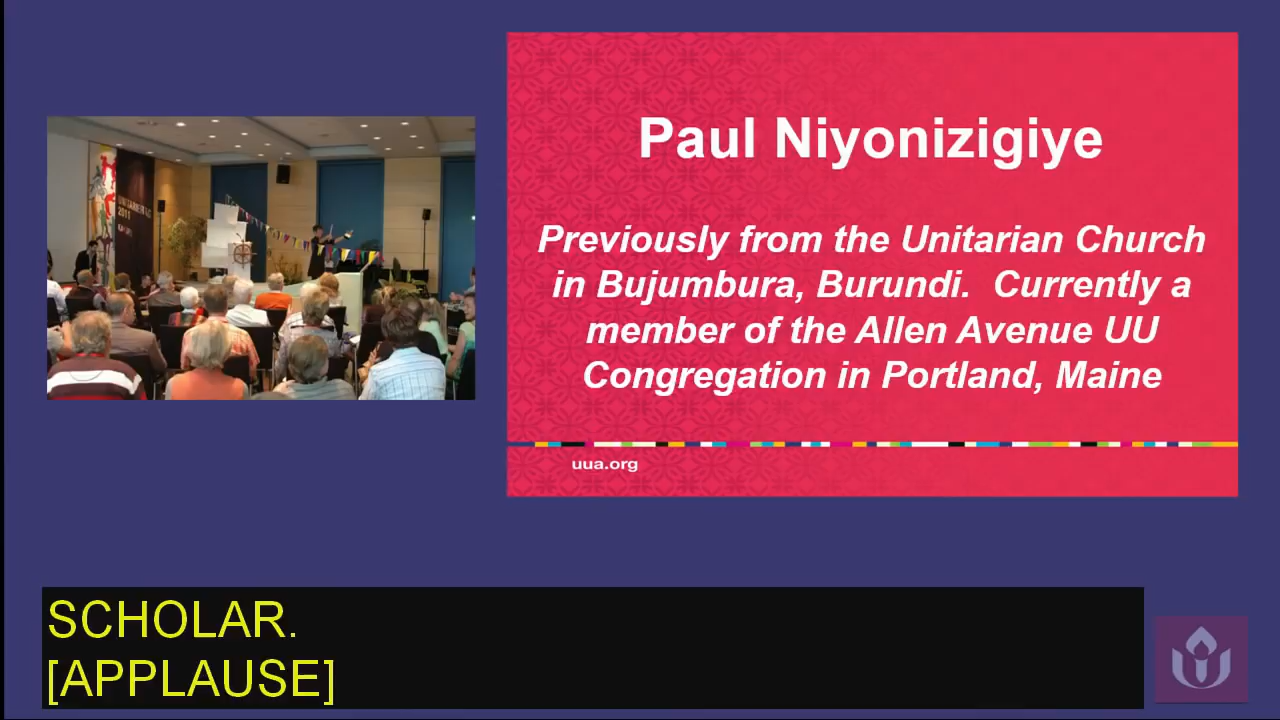 Paul Niyonizigiye
Previously from the Unitarian Church
in Bujumbura, Burundi. Currently a
member of the Allen Avenue UU
Congregation in Portland, Maine
uua.org
SCHOLAR.
[APPLAUSE]